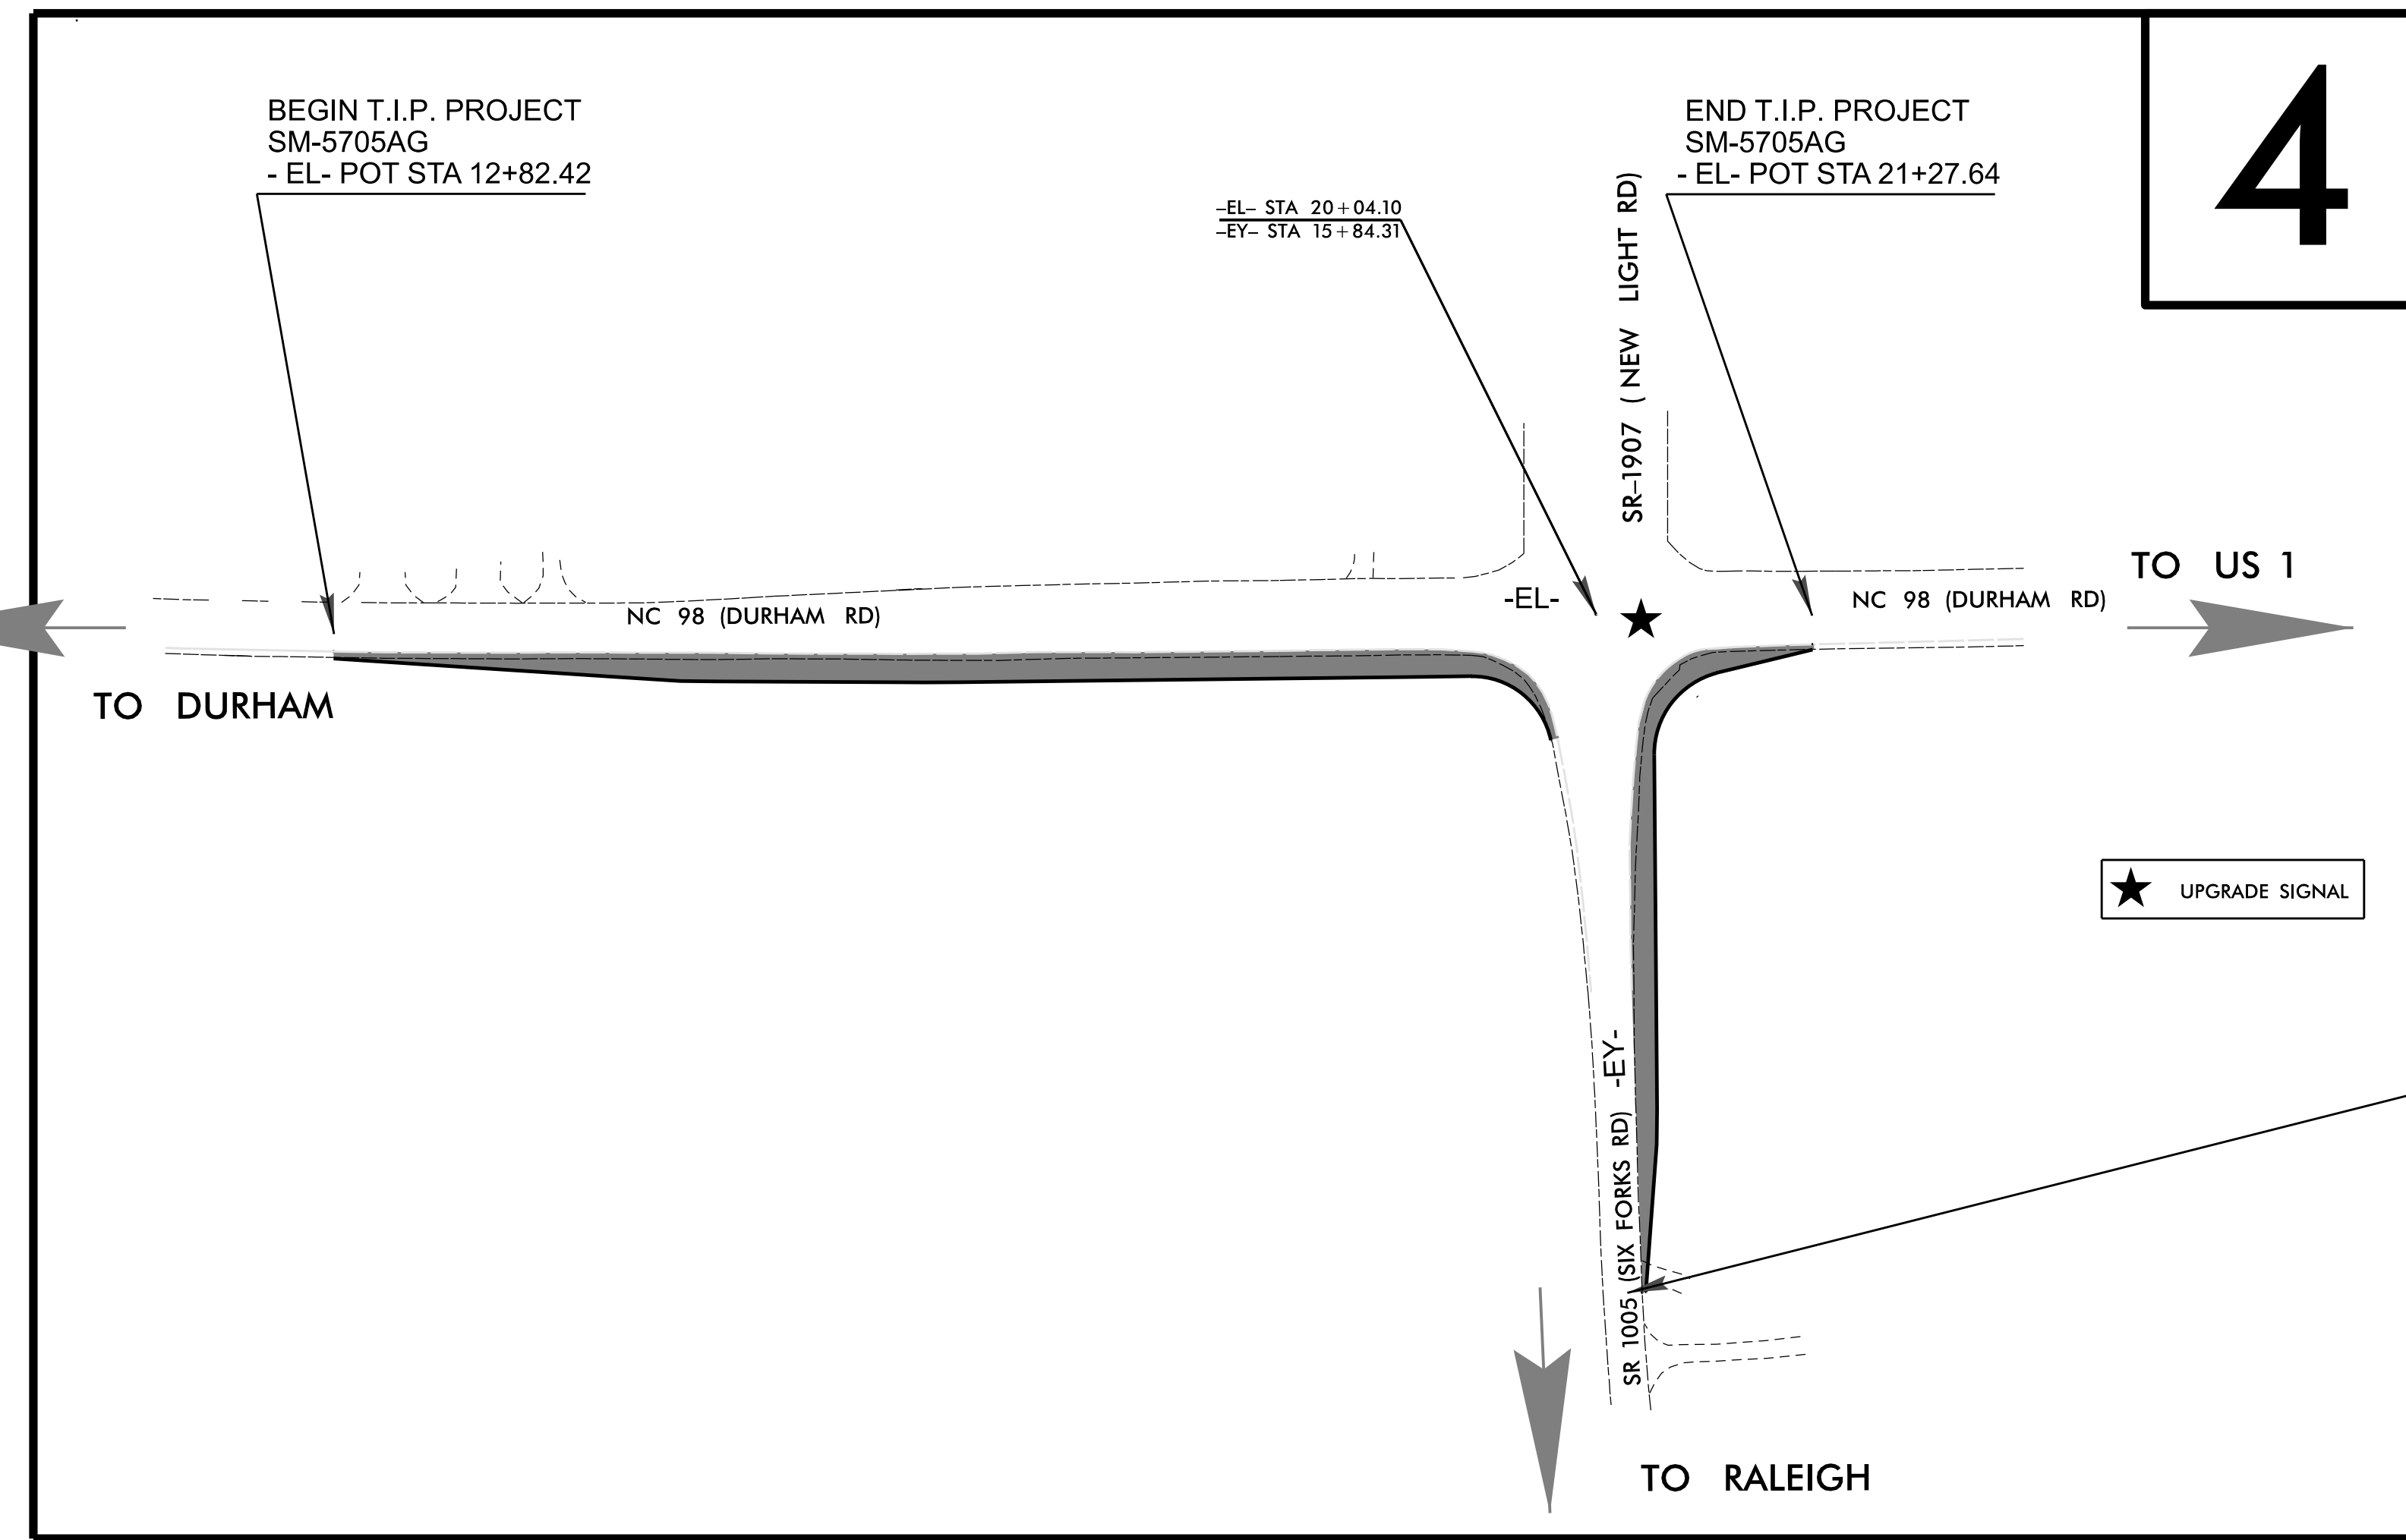 4
BEGIN T.I.P. PROJECT
SM-5705AG
- EL- POT STA 12+82.42
END T.I.P. PROJECT
SM-5705AG
- EL- POT STA 21+27.64
–EL– STA 20+04.10
–EY– STA 15+84.31
SR–1907 ( NEW LIGHT RD)
TO US 1
-EL-
NC 98 (DURHAM RD)
NC 98 (DURHAM RD)
TO DURHAM
UPGRADE SIGNAL
-EY-
SR 1005 (SIX FORKS RD)
TO RALEIGH